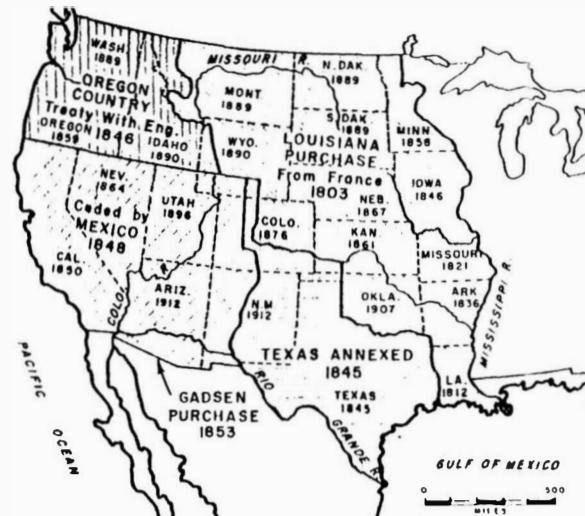 WASH
1889
MISSOURI R.
N. DAK.
1889
OREGON
COUNTRY
Treaty With Eng.
1846
OREGON
1859
IDAHO
1890
MONT.
1889
S. DAK.
1889
MINN
1858
WYO.
1890
LOUISIANA
PURCHASE
From France
1803
IOWA
1846
NEV.
1864
UTAH
1896
Ceded by
MEXICO
1848
NEB.
1867
COLO.
1876
KAN.
1861
MISSOURI
1821
CAL
1850
COLO. R.
ARIZ.
1912
N.M
1912
OKLA.
1907
ARK
1836
MISSISSIPPI R.
TEXAS ANNEXED
1845
TEXAS
1845
LA.
1812
RIO GRANDE R.
GADSEN
PURCHASE
1853
PACIFIC
OCEAN
GULF OF MEXICO
0 500
MILES